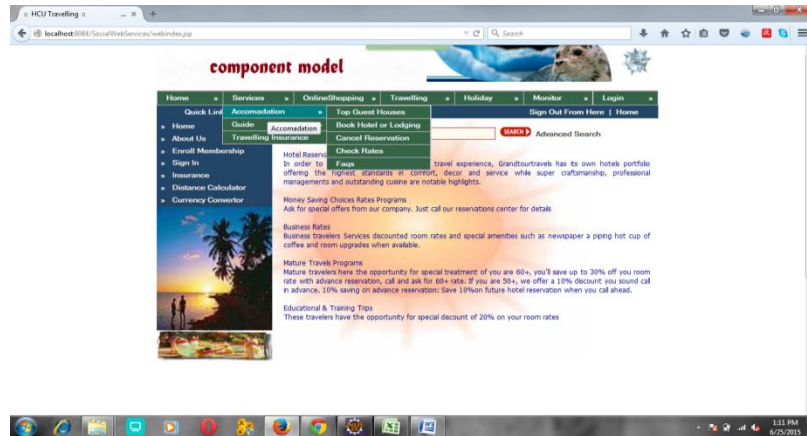 :: HCU Travelling ::
localhost:8084/SocialWebServices/webindex.jsp
Search
component model
Home » Services » OnlineShopping » Travelling » Holiday » Monitor » Login »
Quick Lin
Sign Out From Here | Home
Accomadation »
Guide
Travelling Insurance
Accomadation
Top Guest Houses
Book Hotel or Lodging
Cancel Reservation
Check Rates
Faqs
» Home
» About Us
» Enroll Membership
» Sign In
» Insurance
» Distance Calculator
» Currency Convertor
SEARCH Advanced Search
Hotel Reserva
In order to travel experience, Grandtourtravels has its own hotels portfolio
offering the highest standards in comfort, decor and service while super craftsmanship, professional
managements and outstanding cuisine are notable highlights.
Money Saving Choices Rates Programs
Ask for special offers from our company. Just call our reservations center for details
Business Rates
Business travelers Services discounted room rates and special amenities such as newspaper a piping hot cup of
coffee and room upgrades when available.
Mature Travels Programs
Mature travelers here the opportunity for special treatment of you are 60+, you'll save up to 30% off you room
rate with advance reservation, call and ask for 60+ rate. If you are 50+, we offer a 10% discount you sound call
in advance. 10% saving on advance reservation: Save 10%on future hotel reservation when you call ahead.
Educational & Training Trips
These travelers have the opportunity for special discount of 20% on your room rates
1:11 PM
6/25/2015